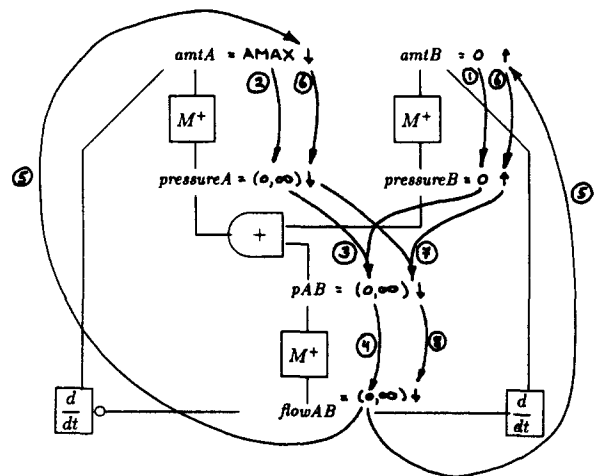 amtA = AMAX ↓ amtB = 0 ↑
② ⑥ ① ⑥
M⁺ M⁺
⑤ ⑤
pressureA = (0,∞) ↓ pressureB = 0 ↑
+
③ ⑦
pAB = (0,∞) ↓
M⁺ ④ ⑧
d/dt flowAB = (0,∞) ↓ d/dt